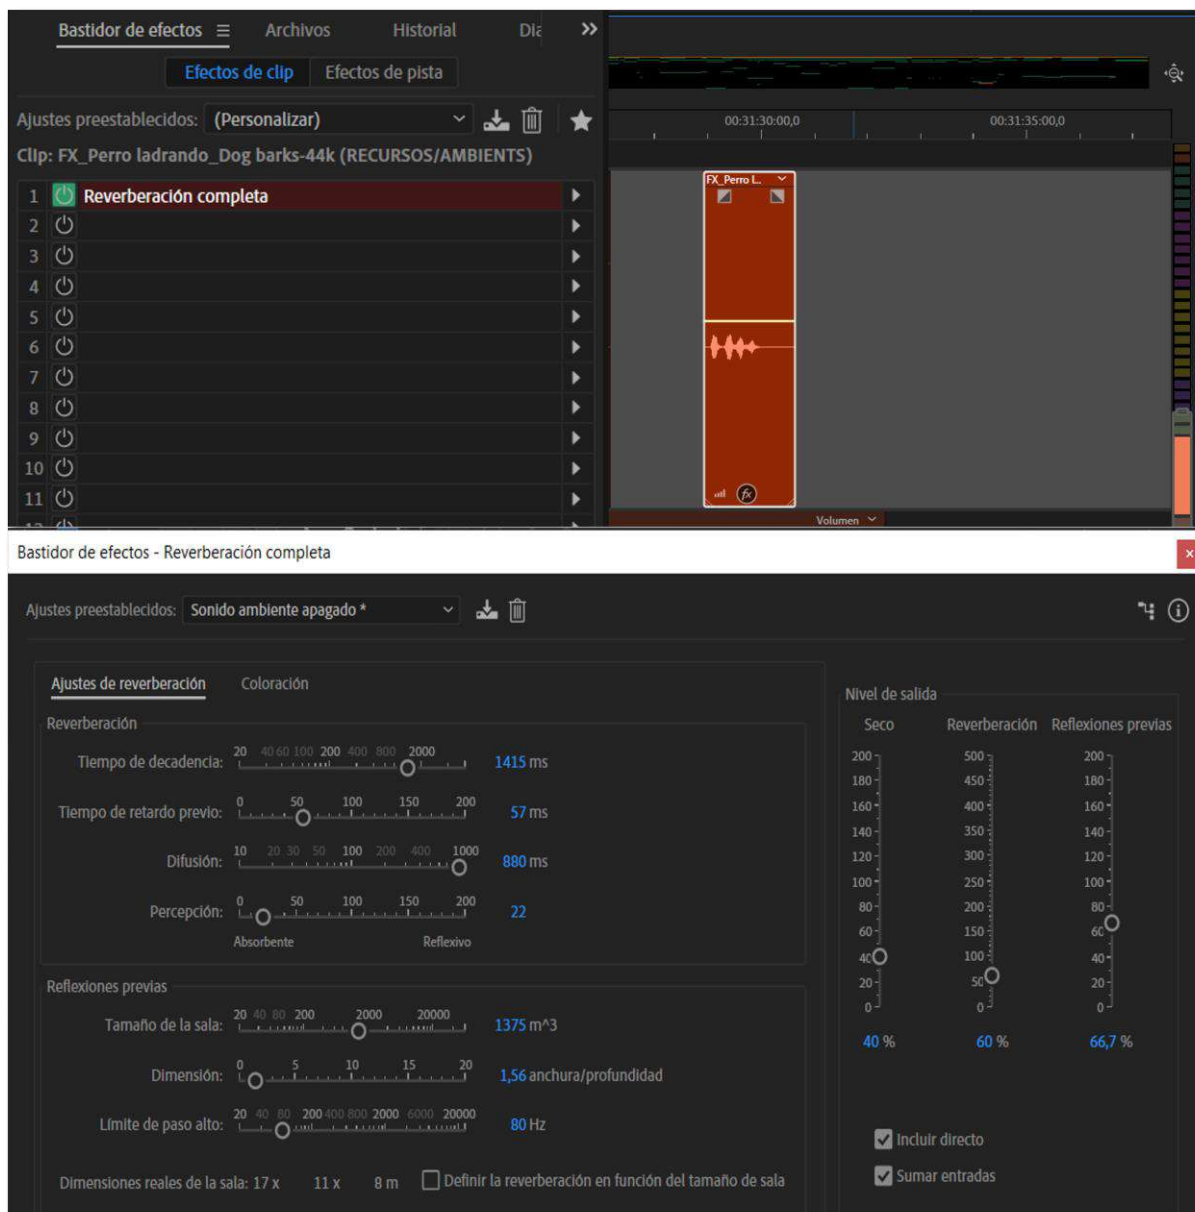 Bastidor de efectos Archivos Historial Dia
Efectos de clip Efectos de pista
Ajustes preestablecidos: (Personalizar)
Clip: FX_Perro ladrando_Dog barks-44k (RECURSOS/AMBIENTS)
1 Reverberación completa
2
3
4
5
6
7
8
9
10
11
12
00:31:30:00,0 00:31:35:00,0
FX_Perro L..
fx
Volumen
Bastidor de efectos - Reverberación completa
Ajustes preestablecidos: Sonido ambiente apagado *
Ajustes de reverberación Coloración
Reverberación
20 40 60 100 200 400 800 2000
Tiempo de decadencia: 1415 ms
0 50 100 150 200
Tiempo de retardo previo: 57 ms
10 20 30 50 100 200 400 1000
Difusión: 880 ms
0 50 100 150 200
Percepción: 22
Absorbente Reflexivo
Reflexiones previas
20 40 80 200 2000 20000
Tamaño de la sala: 1375 m^3
0 5 10 15 20
Dimensión: 1,56 anchura/profundidad
20 40 80 200 400 800 2000 6000 20000
Límite de paso alto: 80 Hz
Dimensiones reales de la sala: 17 x 11 x 8 m Definir la reverberación en función del tamaño de sala
Nivel de salida
Seco Reverberación Reflexiones previas
200 500 200
180 450 180
160 400 160
140 350 140
120 300 120
100 250 100
80 200 80
60 150 60
40 100 40
20 50 20
0 0 0
40 % 60 % 66,7 %
Incluir directo
Sumar entradas